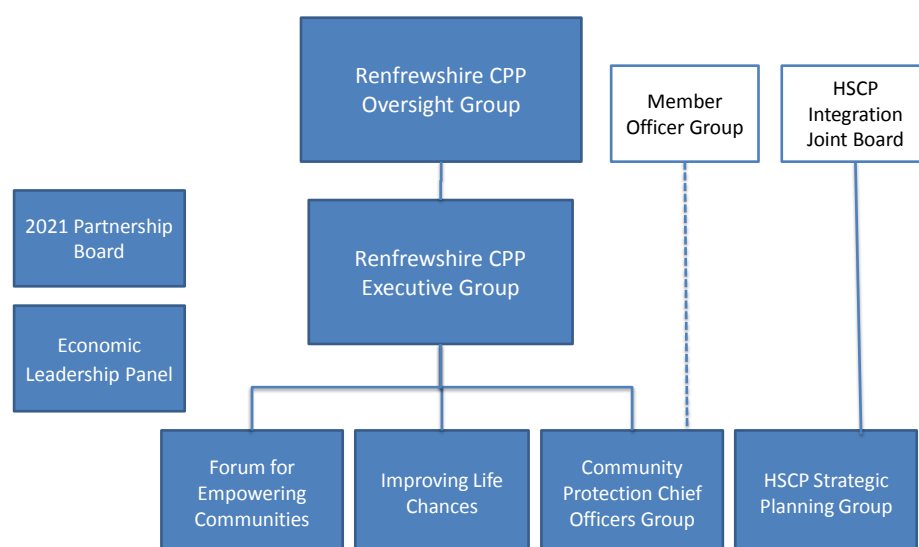 Renfrewshire CPP
Oversight Group
Member
Officer Group
HSCP
Integration
Joint Board
2021 Partnership
Board
Renfrewshire CPP
Executive Group
Economic
Leadership Panel
Forum for
Empowering
Communities
Improving Life
Chances
Community
Protection Chief
Officers Group
HSCP Strategic
Planning Group